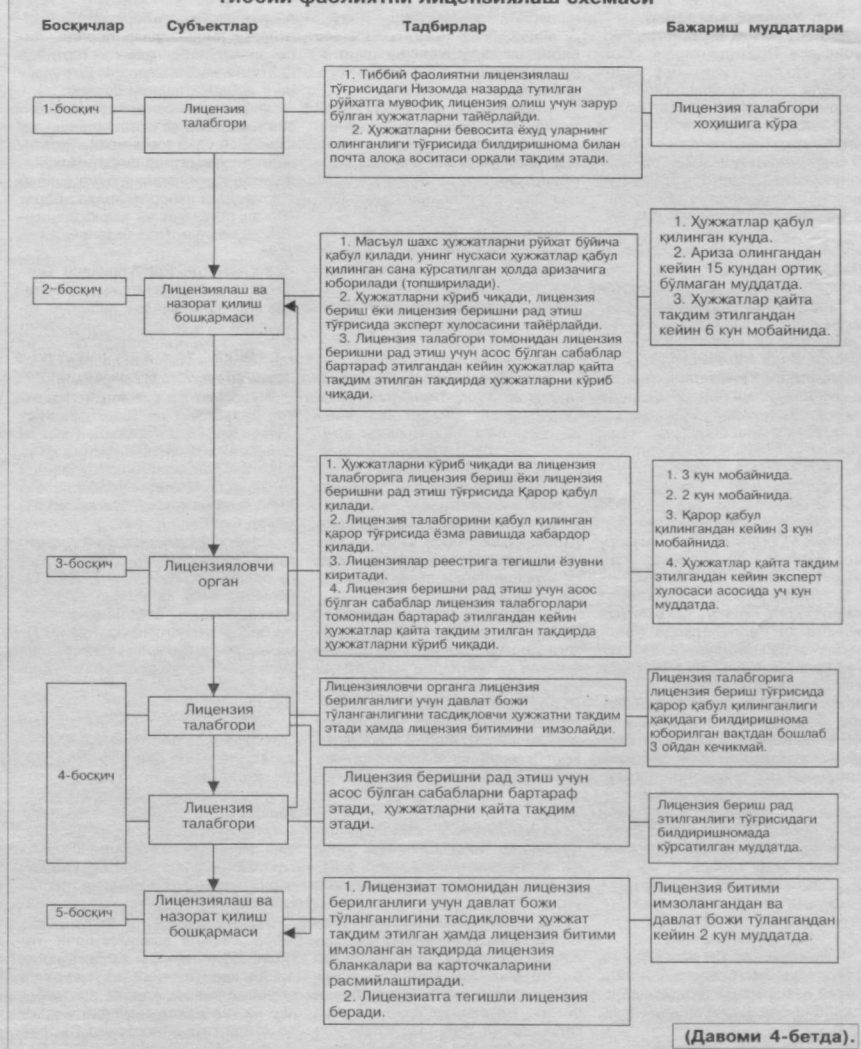 Тиббий фаолиятни лицензиялаш схемаси
Босқичлар Субъектлар Тадбирлар Бажариш муддатлари
1-босқич
Лицензия
талабгори
1. Тиббий фаолиятни лицензиялаш
тўғрисидаги Низомда назарда тутилган
рўйхатга мувофиқ лицензия олиш учун зарур
бўлган ҳужжатларни тайёрлайди.
2. Ҳужжатларни бевосита ёхуд уларнинг
олинганлиги тўғрисида билдиришнома билан
почта алоқа воситаси орқали тақдим этади.
Лицензия талабгори
хоҳишига кўра
2-босқич
Лицензиялаш ва
назорат қилиш
бошқармаси
1. Масъул шахс ҳужжатларни рўйхат бўйича
қабул қилади. унинг нусхаси ҳужжатлар қабул
қилинган сана кўрсатилган ҳолда аризачига
юборилади (топширилади).
2. Ҳужжатларни кўриб чиқади, лицензия
бериш ёки лицензия беришни рад этиш
тўғрисида эксперт хулосасини тайёрлайди.
3. Лицензия талабгори томонидан лицензия
беришни рад этиш учун асос бўлган сабаблар
бартараф этилгандан кейин ҳужжатлар қайта
тақдим этилган тақдирда ҳужжатларни кўриб
чиқади.
1. Ҳужжатлар қабул
қилинган кунда.
2. Ариза олингандан
кейин 15 кундан ортиқ
бўлмаган муддатда.
3. Ҳужжатлар қайта
тақдим этилгандан
кейин 6 кун мобайнида.
3-босқич
Лицензияловчи
орган
1. Ҳужжатларни кўриб чиқади ва лицензия
талабгорига лицензия бериш ёки лицензия
беришни рад этиш тўғрисида Қарор қабул
қилади.
2. Лицензия талабгорини қабул қилинган
қарор тўғрисида ёзма равишда хабардор
қилади.
3. Лицензиялар реестрига тегишли ёзувни
киритади.
4. Лицензия беришни рад этиш учун асос
бўлган сабаблар лицензия талабгорлари
томонидан бартараф этилгандан кейин
ҳужжатлар қайта тақдим этилган тақдирда
ҳужжатларни кўриб чиқади.
1. 3 кун мобайнида.
2. 2 кун мобайнида.
3. Қарор қабул
қилингандан кейин 3 кун
мобайнида.
4. Ҳужжатлар қайта тақдим
этилгандан кейин эксперт
хулосаси асосида уч кун
муддатда.
4-босқич
Лицензия
талабгори
Лицензияловчи органга лицензия
берилганлиги учун давлат божи
тўланганлигини тасдиқловчи ҳужжатни тақдим
этади ҳамда лицензия битимини имзолайди.
Лицензия талабгорига
лицензия бериш тўғрисида
қарор қабул қилинганлиги
ҳақидаги билдиришнома
юборилган вақтдан бошлаб
3 ойдан кечикмай.
Лицензия
талабгори
Лицензия беришни рад этиш учун
асос бўлган сабабларни бартараф
этади, ҳужжатларни қайта тақдим
этади.
Лицензия бериш рад
этилганлиги тўғрисидаги
билдиришномада
кўрсатилган муддатда.
5-босқич
Лицензиялаш ва
назорат қилиш
бошқармаси
1. Лицензиат томонидан лицензия
берилганлиги учун давлат божи
тўланганлигини тасдиқловчи ҳужжат
тақдим этилган ҳамда лицензия битими
имзоланган тақдирда лицензия
бланкалари ва карточкаларини
расмийлаштиради.
2. Лицензиатга тегишли лицензия
беради.
Лицензия битими
имзолангандан ва
давлат божи тўлангандан
кейин 2 кун муддатда.
(Давоми 4-бетда).